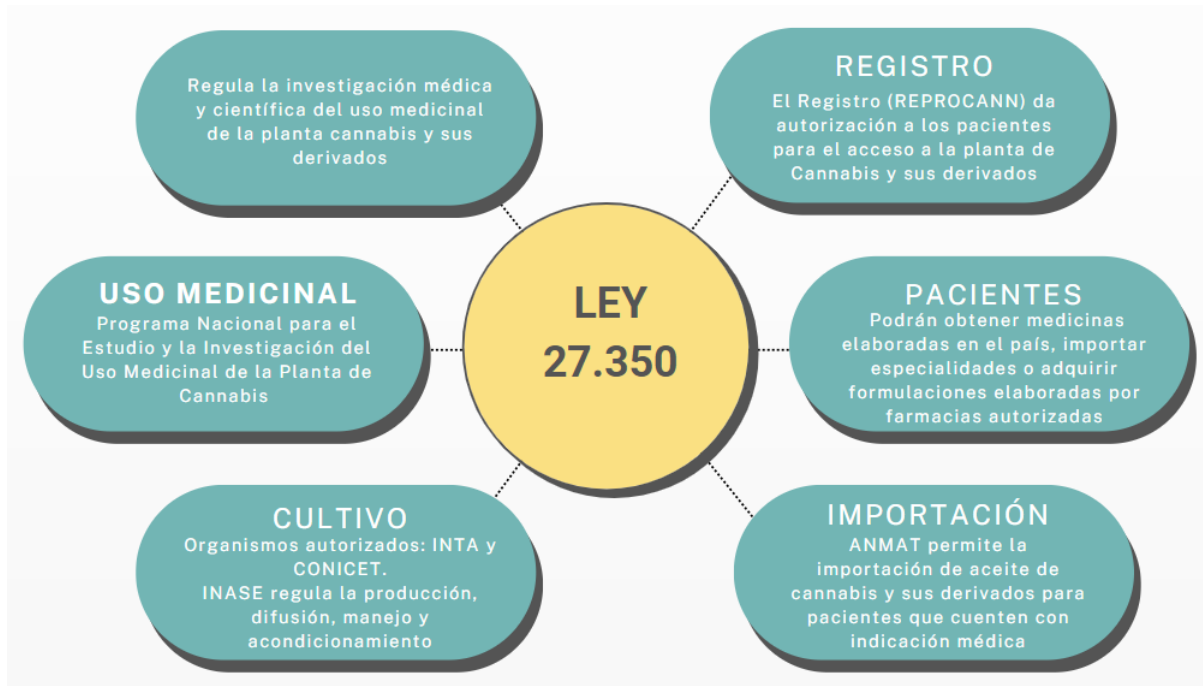 Regula la investigación médica
y científica del uso medicinal
de la planta cannabis y sus
derivados
REGISTRO
El Registro (REPROCANN) da
autorización a los pacientes
para el acceso a la planta de
Cannabis y sus derivados
USO MEDICINAL
Programa Nacional para el
Estudio y la Investigación del
Uso Medicinal de la Planta de
Cannabis
LEY
27.350
PACIENTES
Podrán obtener medicinas
elaboradas en el país, importar
especialidades o adquirir
formulaciones elaboradas por
farmacias autorizadas
CULTIVO
Organismos autorizados: INTA y
CONICET.
INASE regula la producción,
difusión, manejo y
acondicionamiento
IMPORTACIÓN
ANMAT permite la
importación de aceite de
cannabis y sus derivados para
pacientes que cuenten con
indicación médica